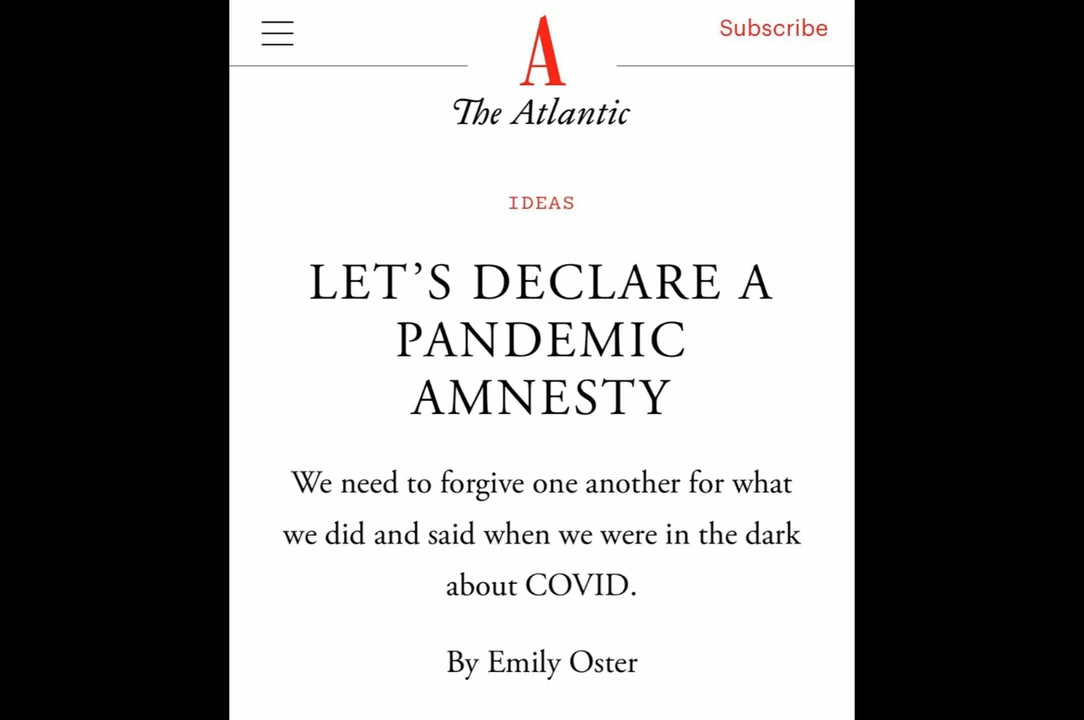 Subscribe
A
The Atlantic
IDEAS
LET’S DECLARE A
PANDEMIC
AMNESTY
We need to forgive one another for what
we did and said when we were in the dark
about COVID.
By Emily Oster